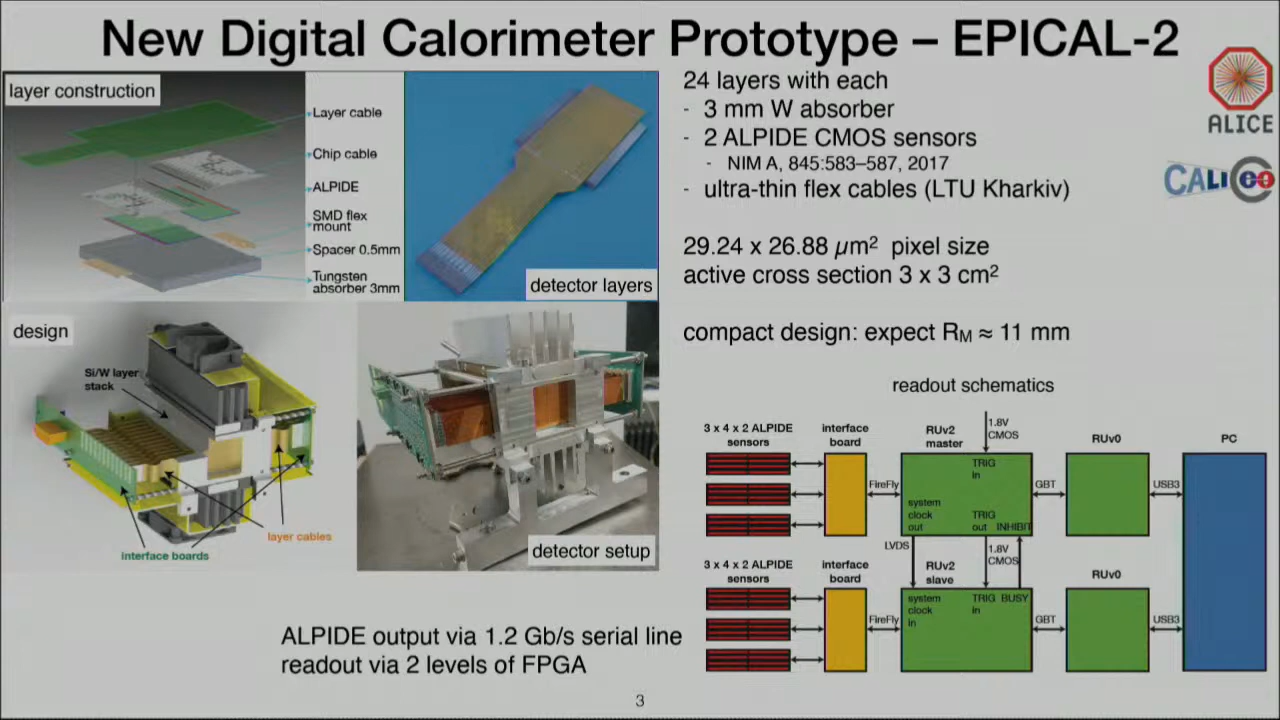 New Digital Calorimeter Prototype – EPICAL-2
layer construction
Layer cable
Chip cable
ALPIDE
SMD flex
mount
Spacer 0.5mm
Tungsten
absorber 3mm
detector layers
24 layers with each
- 3 mm W absorber
- 2 ALPIDE CMOS sensors
- NIM A, 845:583–587, 2017
- ultra-thin flex cables (LTU Kharkiv)
29.24 x 26.88 μm² pixel size
active cross section 3 x 3 cm²
compact design: expect RM ≈ 11 mm
ALICE
CALICO
design
Si/W layer
stack
interface boards
layer cables
detector setup
readout schematics
3 x 4 x 2 ALPIDE
sensors
interface
board
FireFly
RUv2
master
1.8V
CMOS
TRIG
in
system
clock
out
TRIG
out
INHIBIT
GBT
RUv0
USB3
PC
LVDS
1.8V
CMOS
3 x 4 x 2 ALPIDE
sensors
interface
board
FireFly
RUv2
slave
system
clock
in
TRIG
in
BUSY
GBT
RUv0
USB3
ALPIDE output via 1.2 Gb/s serial line
readout via 2 levels of FPGA
3